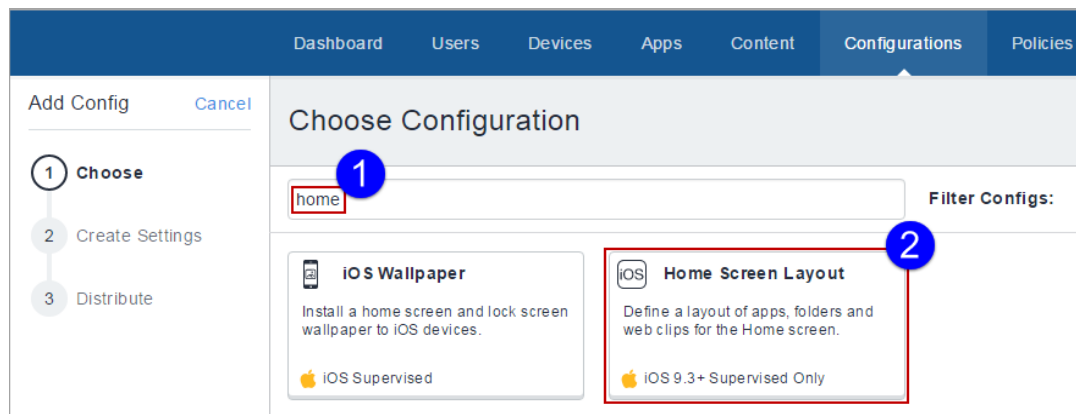 Dashboard Users Devices Apps Content Configurations Policies
Add Config Cancel
Choose Configuration
1 Choose
1
home
Filter Configs:
2 Create Settings
2
3 Distribute
iOS Wallpaper
Install a home screen and lock screen
wallpaper to iOS devices.
iOS Supervised
iOS Home Screen Layout
Define a layout of apps, folders and
web clips for the Home screen.
iOS 9.3+ Supervised Only